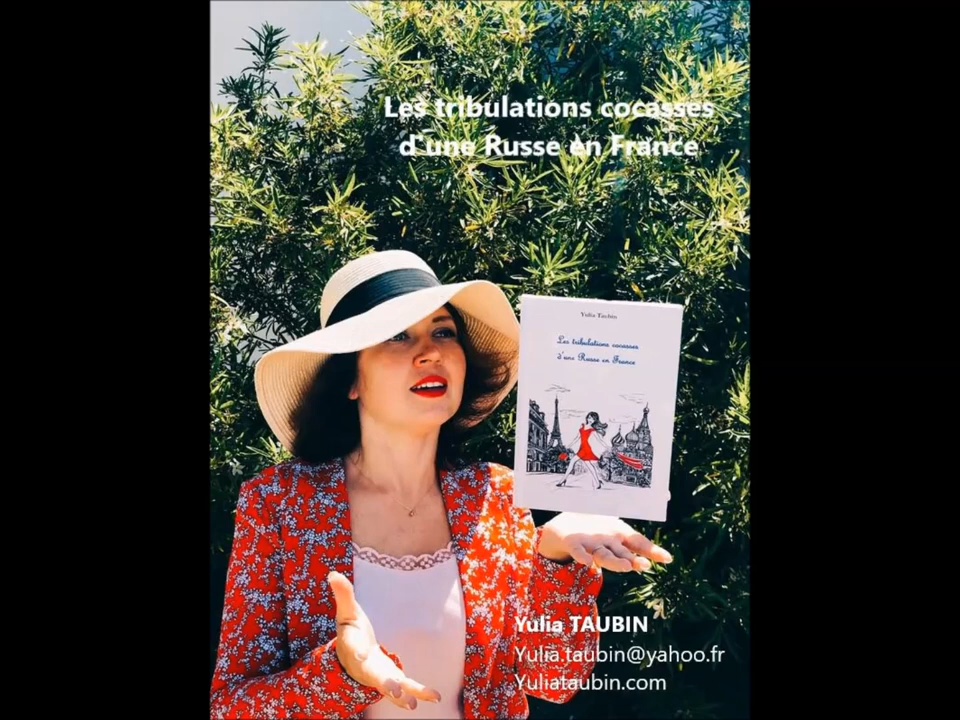 Les tribulations cocasses
d'une Russe en France
Yulia Taubin
Les tribulations cocasses
d'une Russe en France
Yulia TAUBIN
Yulia.taubin@yahoo.fr
Yuliataubin.com